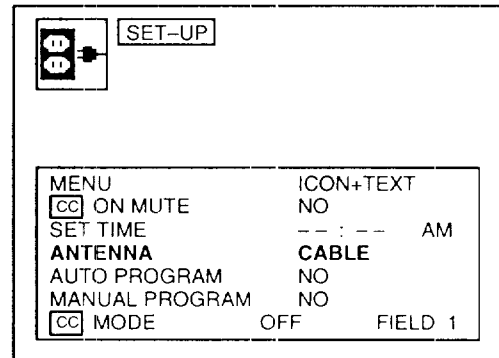 SET–UP
MENU ICON+TEXT
CC ON MUTE NO
SET TIME – – : – – AM
ANTENNA CABLE
AUTO PROGRAM NO
MANUAL PROGRAM NO
CC MODE OFF FIELD 1